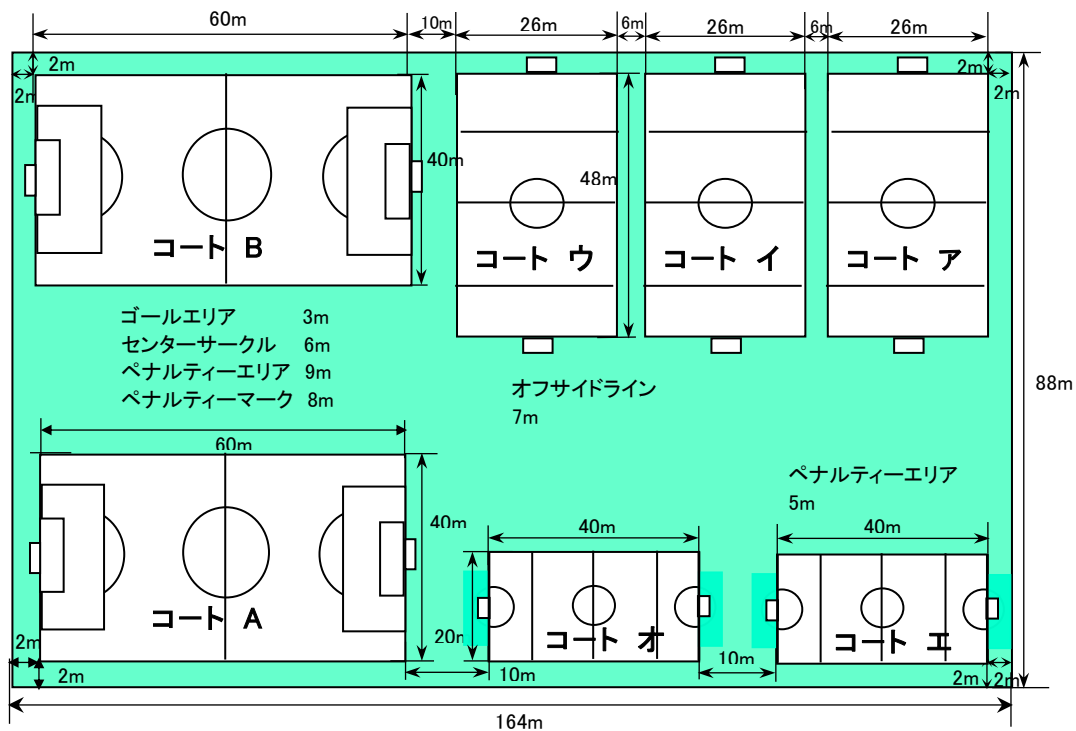 60m
10m
26m
6m
26m
6m
26m
2m
2m
2m
2m
40m
48m
コート B
コート ウ
コート イ
コート ア
ゴールエリア 3m
センターサークル 6m
ペナルティーエリア 9m
ペナルティーマーク 8m
オフサイドライン
7m
88m
60m
ペナルティーエリア
5m
40m
40m
40m
コート A
20m
コート オ
コート エ
2m
2m
10m
10m
2m
2m
164m